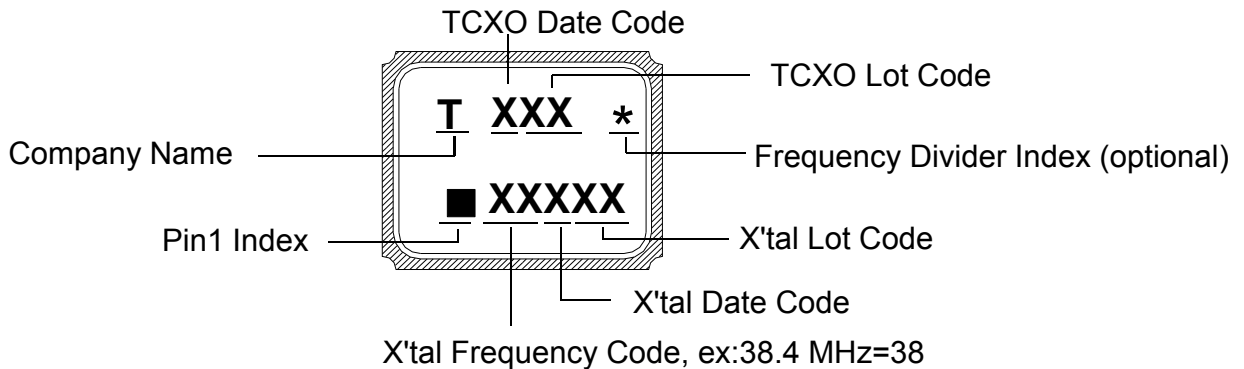 TCXO Date Code
TCXO Lot Code
T XXX *
Company Name
Frequency Divider Index (optional)
■ XXXXX
Pin1 Index
X'tal Lot Code
X'tal Date Code
X'tal Frequency Code, ex:38.4 MHz=38